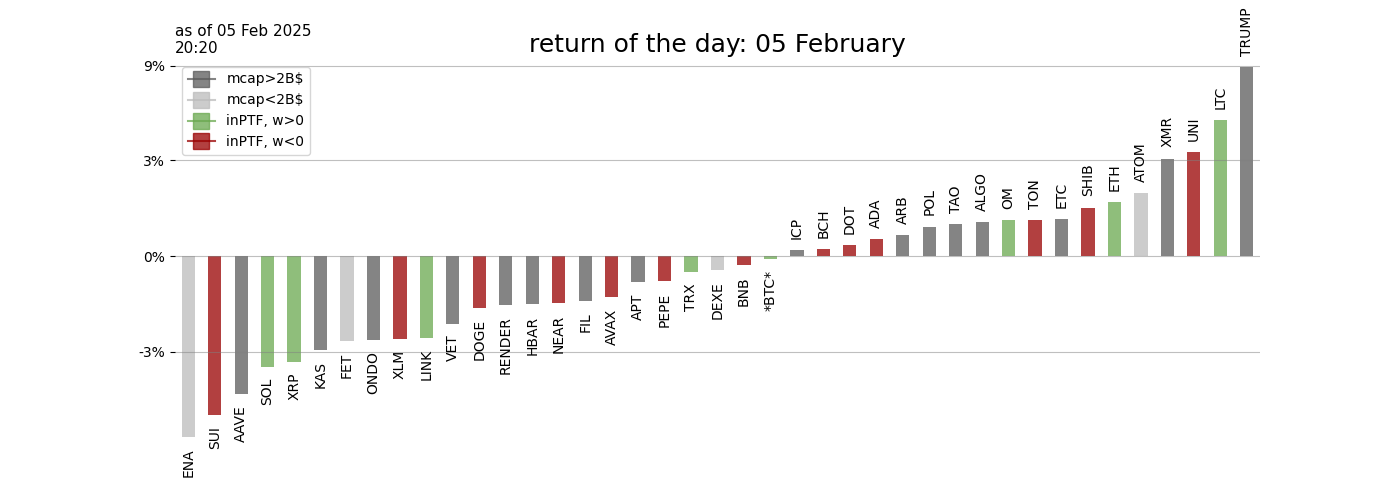 as of 05 Feb 2025
20:20
return of the day: 05 February
mcap>2B$
mcap<2B$
inPTF, w>0
inPTF, w<0
9%
3%
0%
-3%
ENA
SUI
AAVE
SOL
XRP
KAS
FET
ONDO
XLM
LINK
VET
DOGE
RENDER
HBAR
NEAR
FIL
AVAX
APT
PEPE
TRX
DEXE
BNB
*BTC*
ICP
BCH
DOT
ADA
ARB
POL
TAO
ALGO
OM
TON
ETC
SHIB
ETH
ATOM
XMR
UNI
LTC
TRUMP